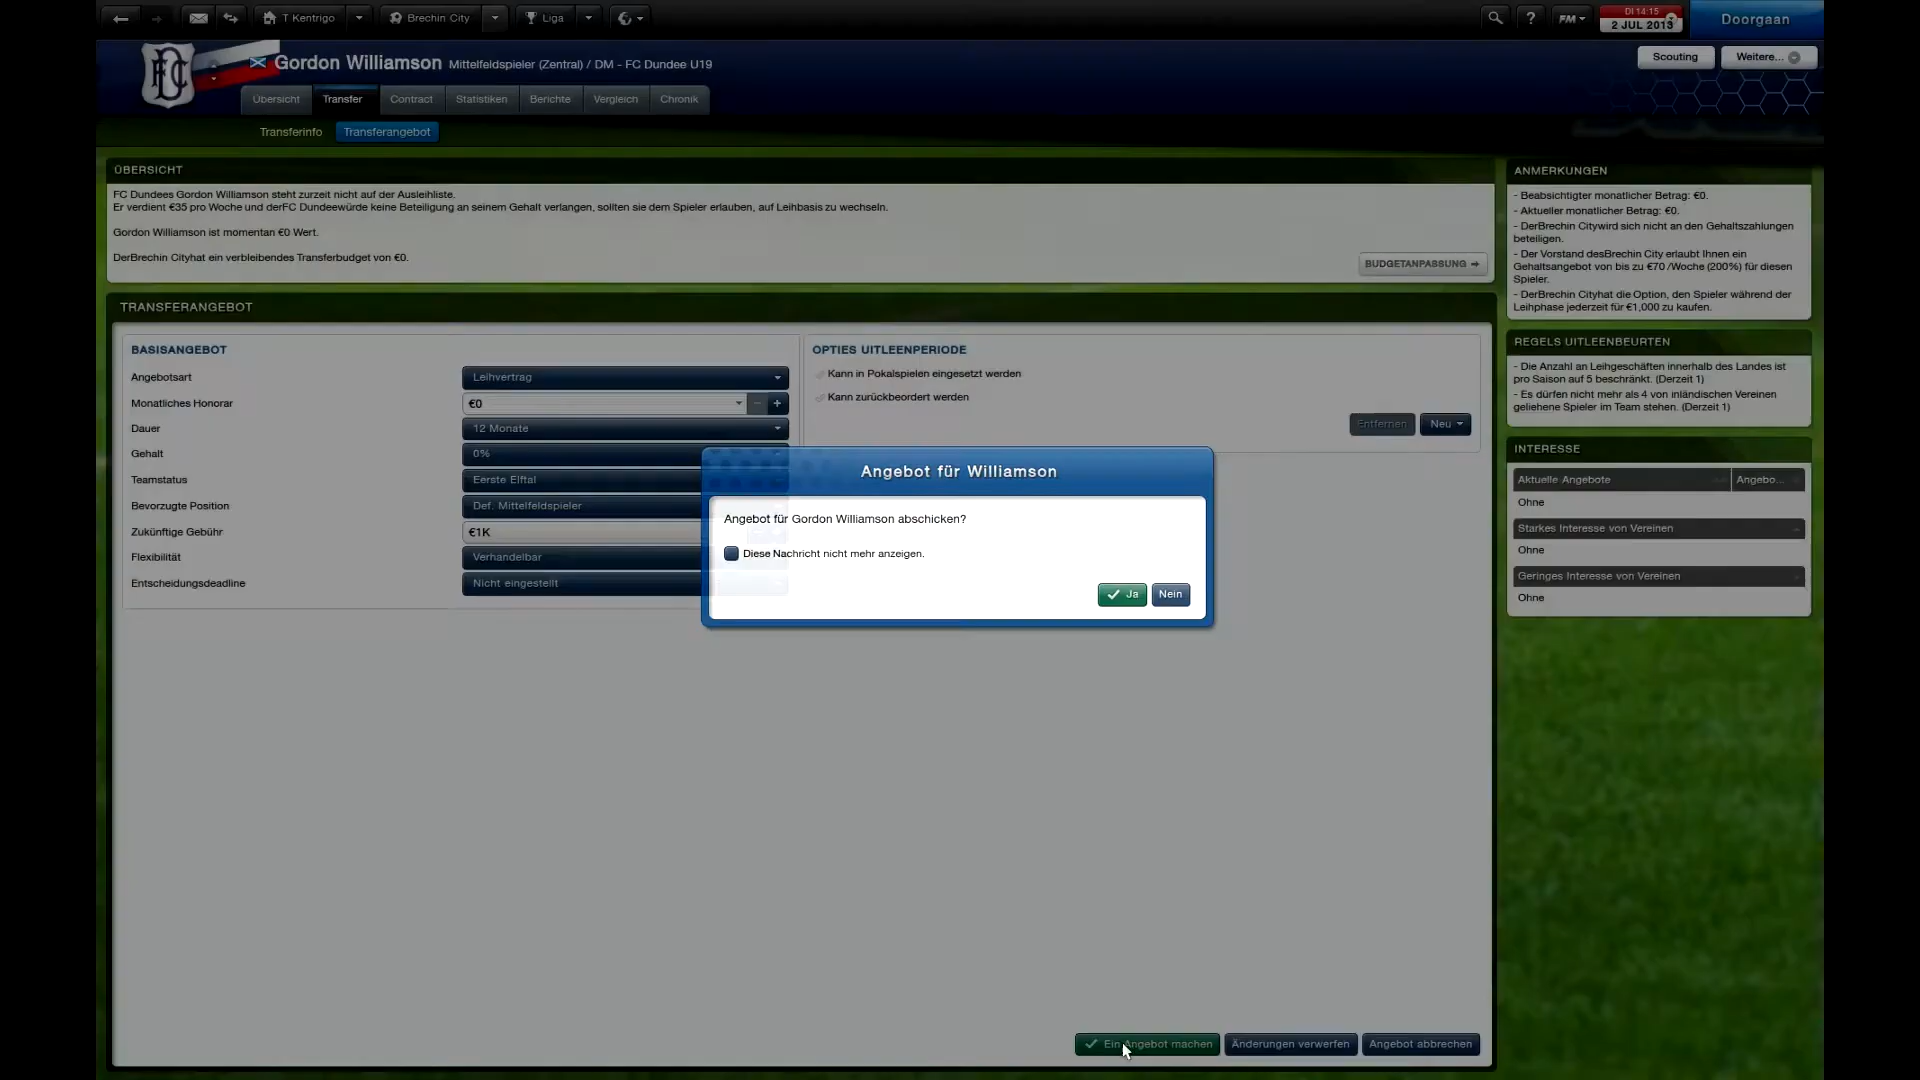 T Kentrigo
Brechin City
Liga
?
FM
DI 14:15
2 JUL 2013
Doorgaan
Gordon Williamson Mittelfeldspieler (Zentral) / DM - FC Dundee U19
Scouting
Weitere...
Übersicht
Transfer
Contract
Statistiken
Berichte
Vergleich
Chronik
Transferinfo
Transferangebot
ÜBERSICHT
FC Dundees Gordon Williamson steht zurzeit nicht auf der Ausleihliste.
Er verdient €35 pro Woche und derFC Dundeewürde keine Beteiligung an seinem Gehalt verlangen, sollten sie dem Spieler erlauben, auf Leihbasis zu wechseln.
Gordon Williamson ist momentan €0 Wert.
DerBrechin Cityhat ein verbleibendes Transferbudget von €0.
BUDGETANPASSUNG
TRANSFERANGEBOT
BASISANGEBOT
Angebotsart
Leihvertrag
Monatliches Honorar
€0
Dauer
12 Monate
Gehalt
0%
Teamstatus
Eerste Elftal
Bevorzugte Position
Def. Mittelfeldspieler
Zukünftige Gebühr
€1K
Flexibilität
Verhandelbar
Entscheidungsdeadline
Nicht eingestellt
OPTIES UITLEENPERIODE
Kann in Pokalspielen eingesetzt werden
Kann zurückbeordert werden
Entfernen
Neu
Angebot für Williamson
Angebot für Gordon Williamson abschicken?
Diese Nachricht nicht mehr anzeigen.
Ja
Nein
ANMERKUNGEN
- Beabsichtigter monatlicher Betrag: €0.
- Aktueller monatlicher Betrag: €0.
- DerBrechin Citywird sich nicht an den Gehaltszahlungen
beteiligen.
- Der Vorstand desBrechin City erlaubt Ihnen ein
Gehaltsangebot von bis zu €70 /Woche (200%) für diesen
Spieler.
- DerBrechin Cityhat die Option, den Spieler während der
Leihphase jederzeit für €1,000 zu kaufen.
REGELS UITLEENBEURTEN
- Die Anzahl an Leihgeschäften innerhalb des Landes ist
pro Saison auf 5 beschränkt. (Derzeit 1)
- Es dürfen nicht mehr als 4 von inländischen Vereinen
geliehene Spieler im Team stehen. (Derzeit 1)
INTERESSE
Aktuelle Angebote
Angebo...
Ohne
Starkes Interesse von Vereinen
Ohne
Geringes Interesse von Vereinen
Ohne
Ein Angebot machen
Änderungen verwerfen
Angebot abbrechen